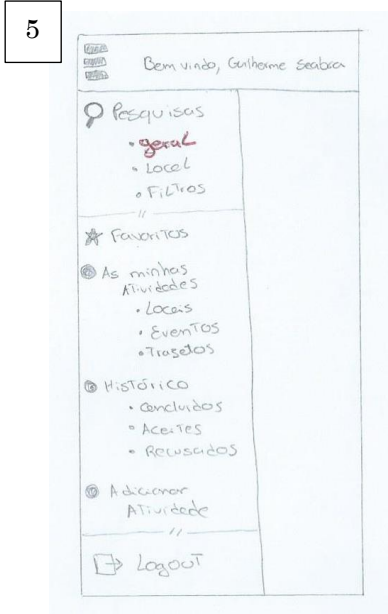 5
Bem vindo, Guilherme Seabra
Pesquisas
• geral
• Local
• Filtros
Favoritos
As minhas
Atividades
• Locais
• Eventos
• Trajetos
Histórico
• Concluidos
• Aceites
• Recusados
Adicionar
Atividade
Logout